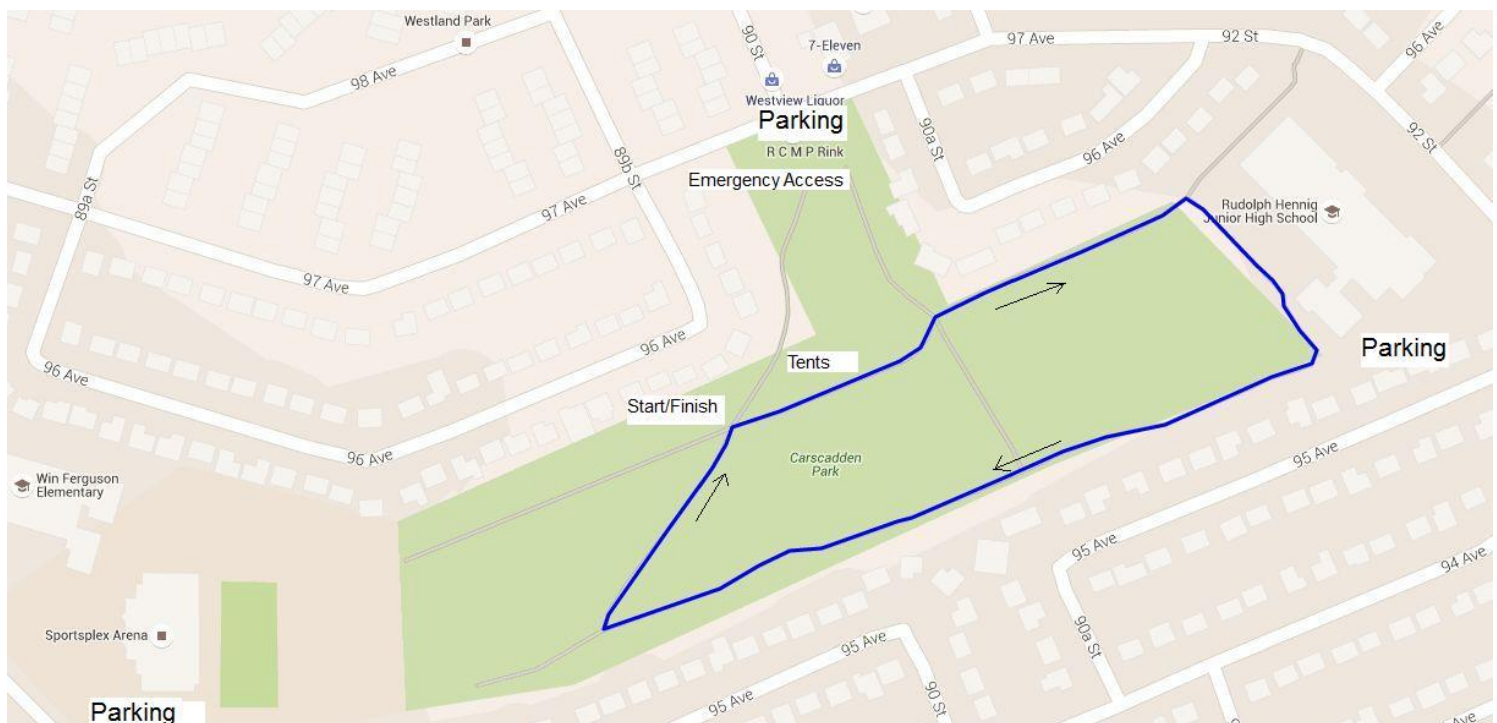 Westland Park
90 St
7-Eleven
97 Ave
92 St
96 Ave
98 Ave
Westview Liquor
Parking
R C M P Rink
90a St
96 Ave
92 St
89b St
Emergency Access
89a St
97 Ave
Rudolph Hennig
Junior High School
97 Ave
96 Ave
Parking
96 Ave
Tents
Start/Finish
96 Ave
Carscadden
Park
95 Ave
Win Ferguson
Elementary
95 Ave
94 Ave
Sportsplex Arena
95 Ave
90a St
90 St
95 Ave
Parking